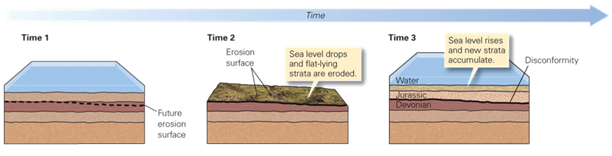 Time
Time 1
Future
erosion
surface
Time 2
Erosion
surface
Sea level drops
and flat-lying
strata are eroded.
Time 3
Sea level rises
and new strata
accumulate.
Disconformity
Water
Jurassic
Devonian